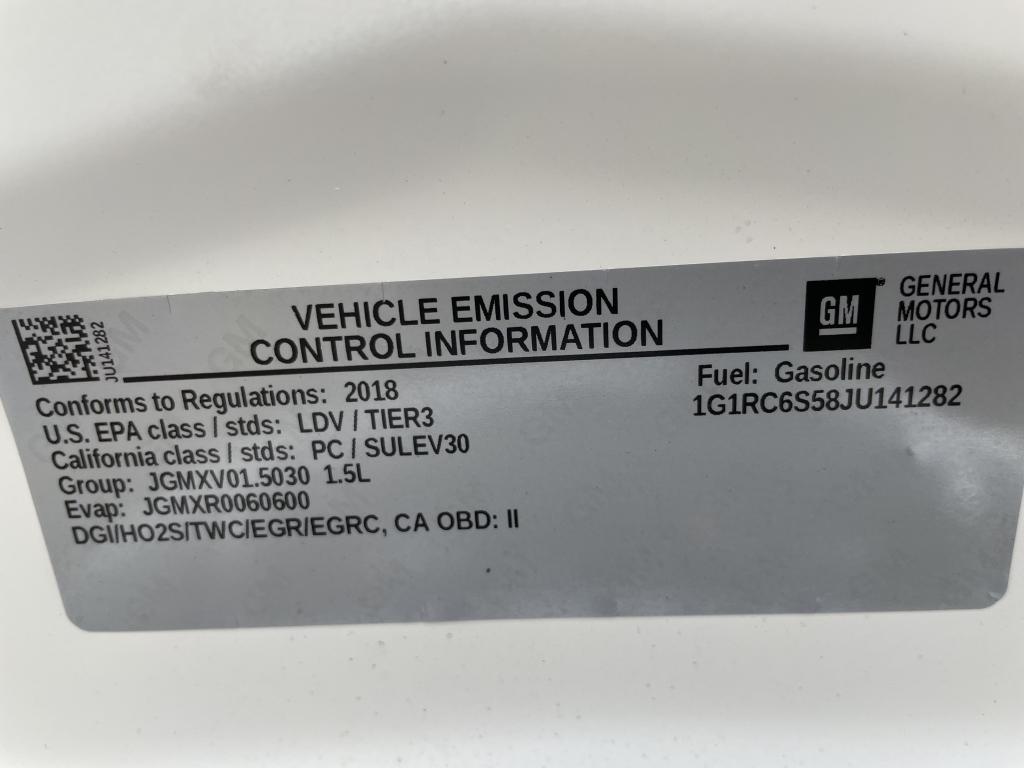 JU141282
VEHICLE EMISSION
CONTROL INFORMATION
GM
GENERAL
MOTORS
LLC
Conforms to Regulations: 2018
U.S. EPA class / stds: LDV / TIER3
California class / stds: PC / SULEV30
Group: JGMXV01.5030 1.5L
Evap: JGMXR0060600
DGI/HO2S/TWC/EGR/EGRC, CA OBD: II
Fuel: Gasoline
1G1RC6S58JU141282